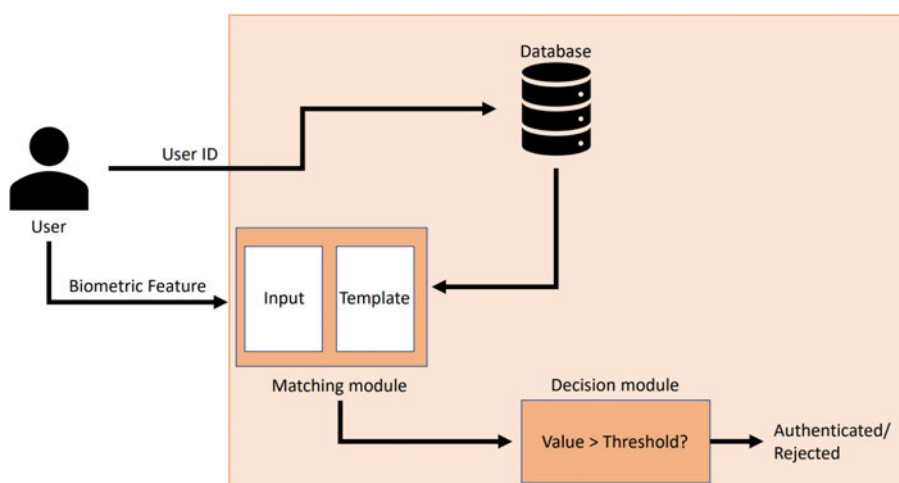 Database
User ID
User
Biometric Feature
Input
Template
Matching module
Decision module
Value > Threshold?
Authenticated/
Rejected